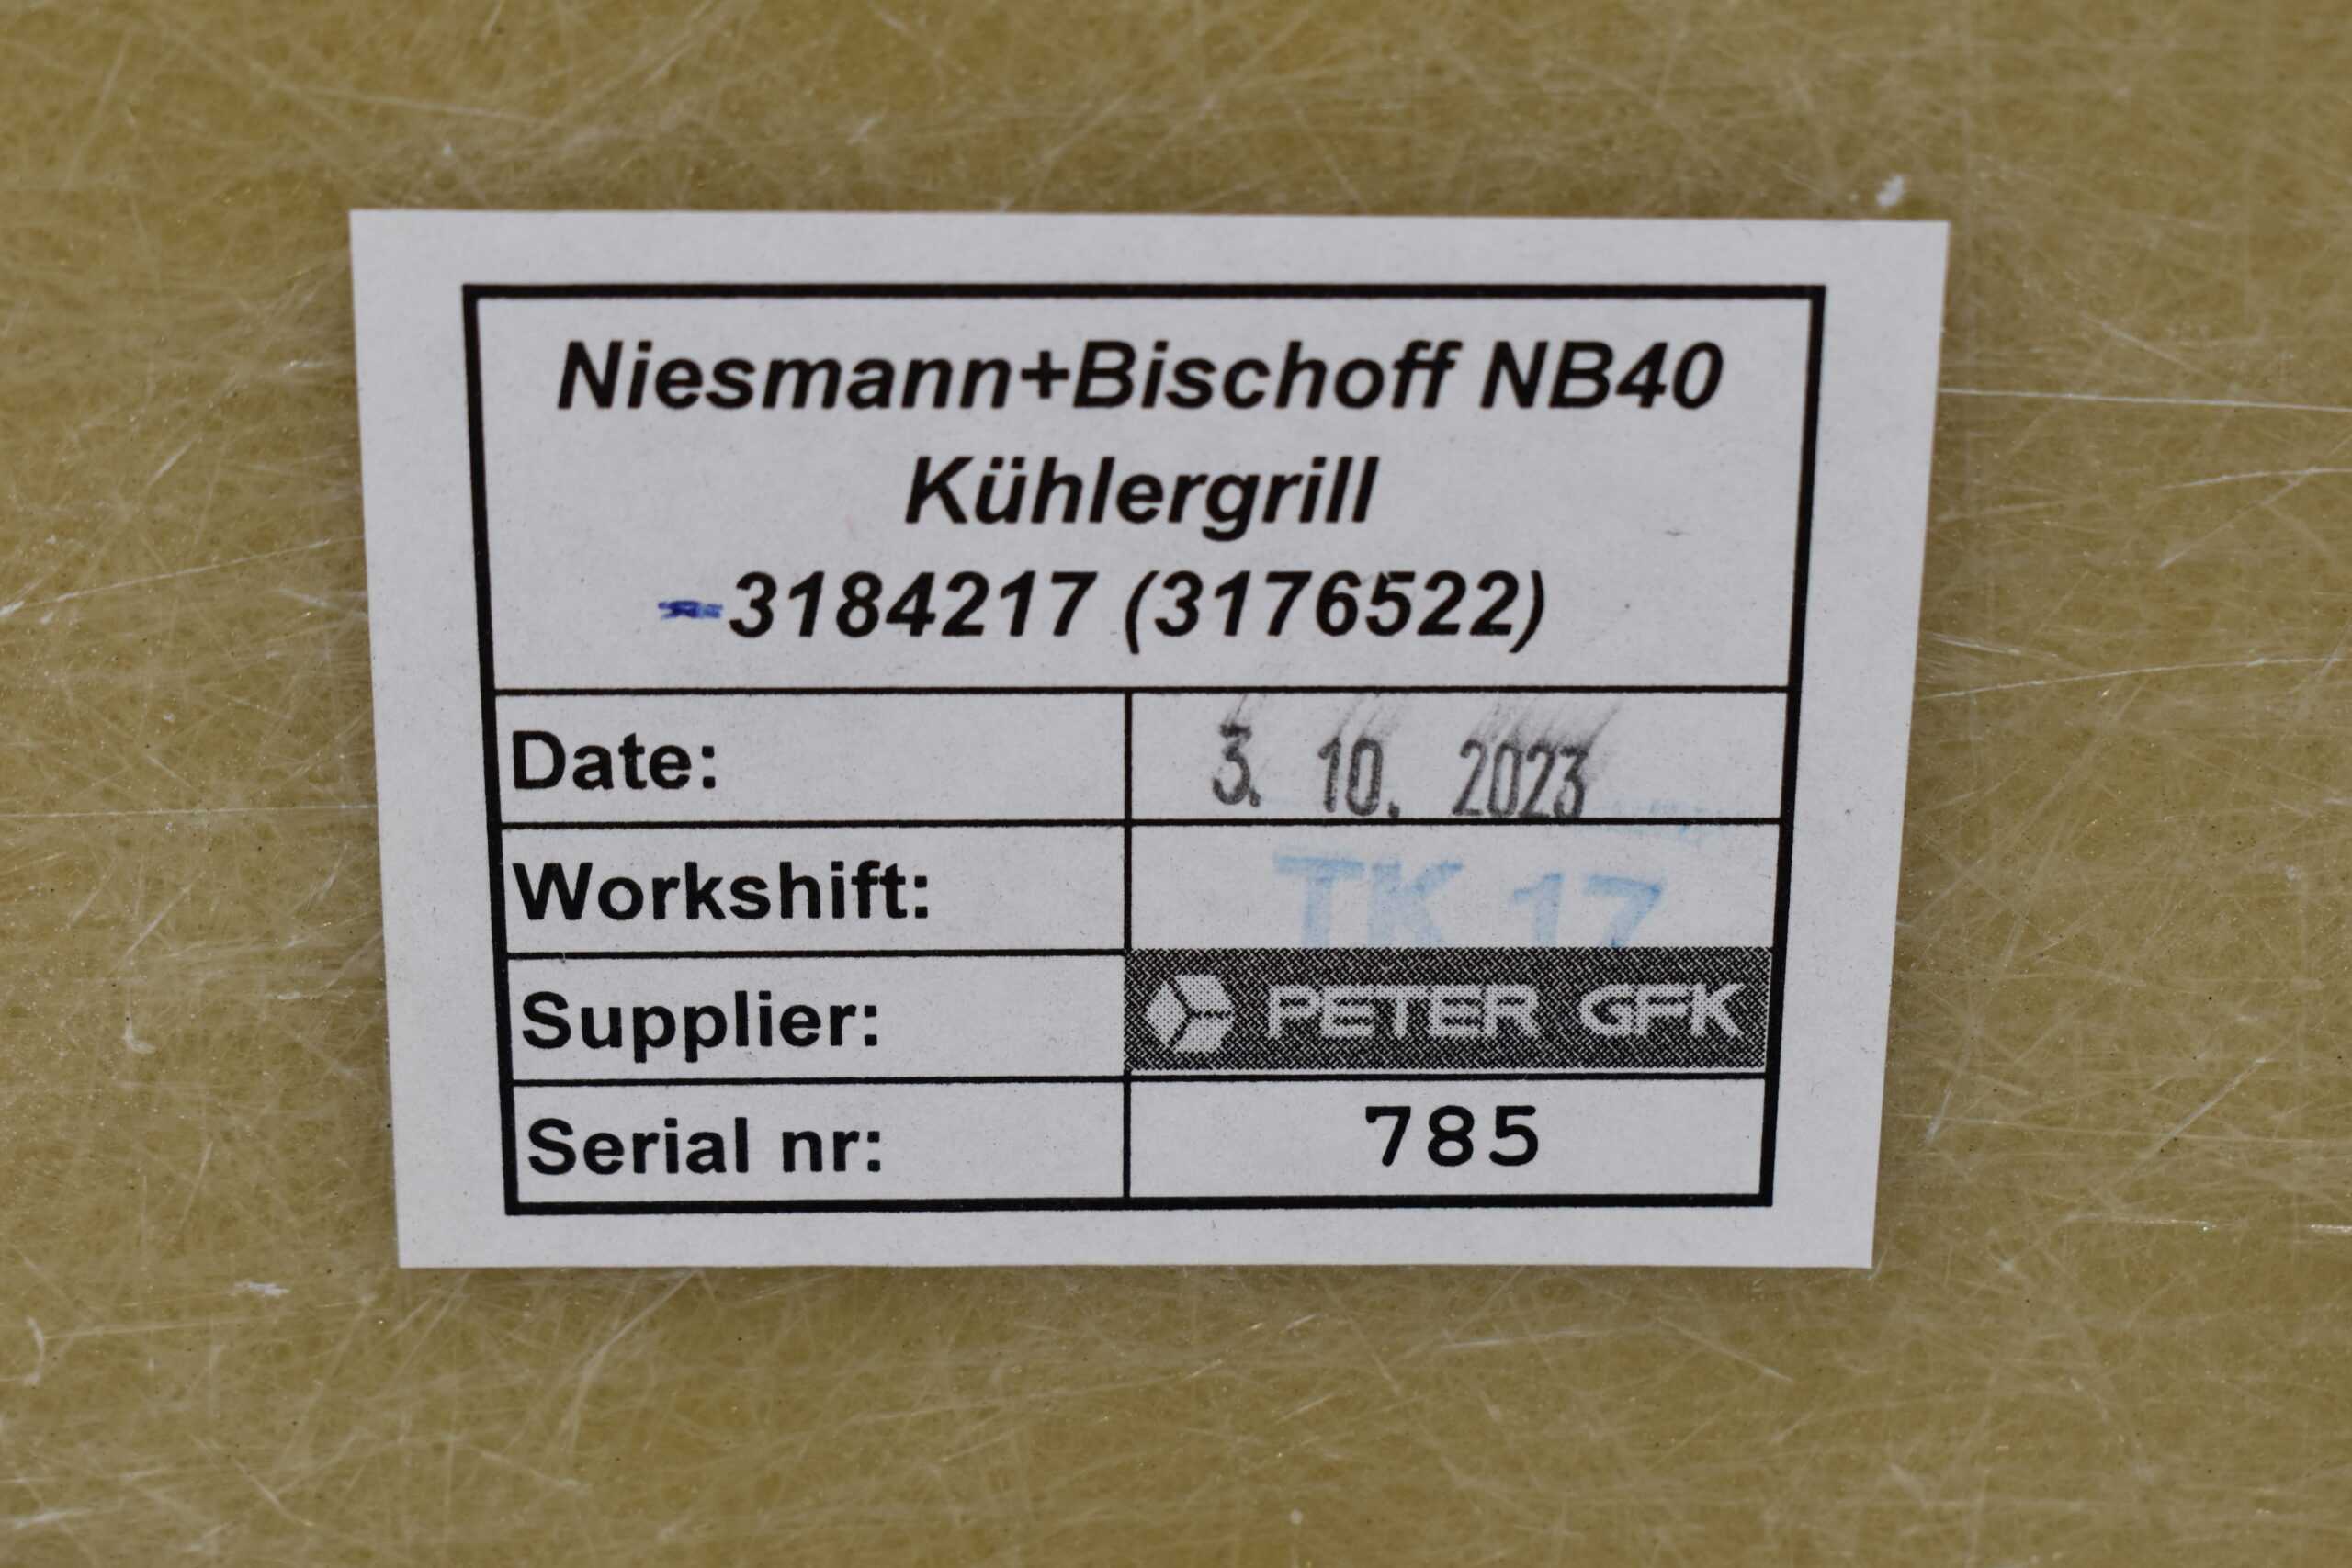 Niesmann+Bischoff NB40
Kühlergrill
-3184217 (3176522)
Date: 3. 10. 2023
Workshift: TK 17
Supplier: PETER GFK
Serial nr: 785